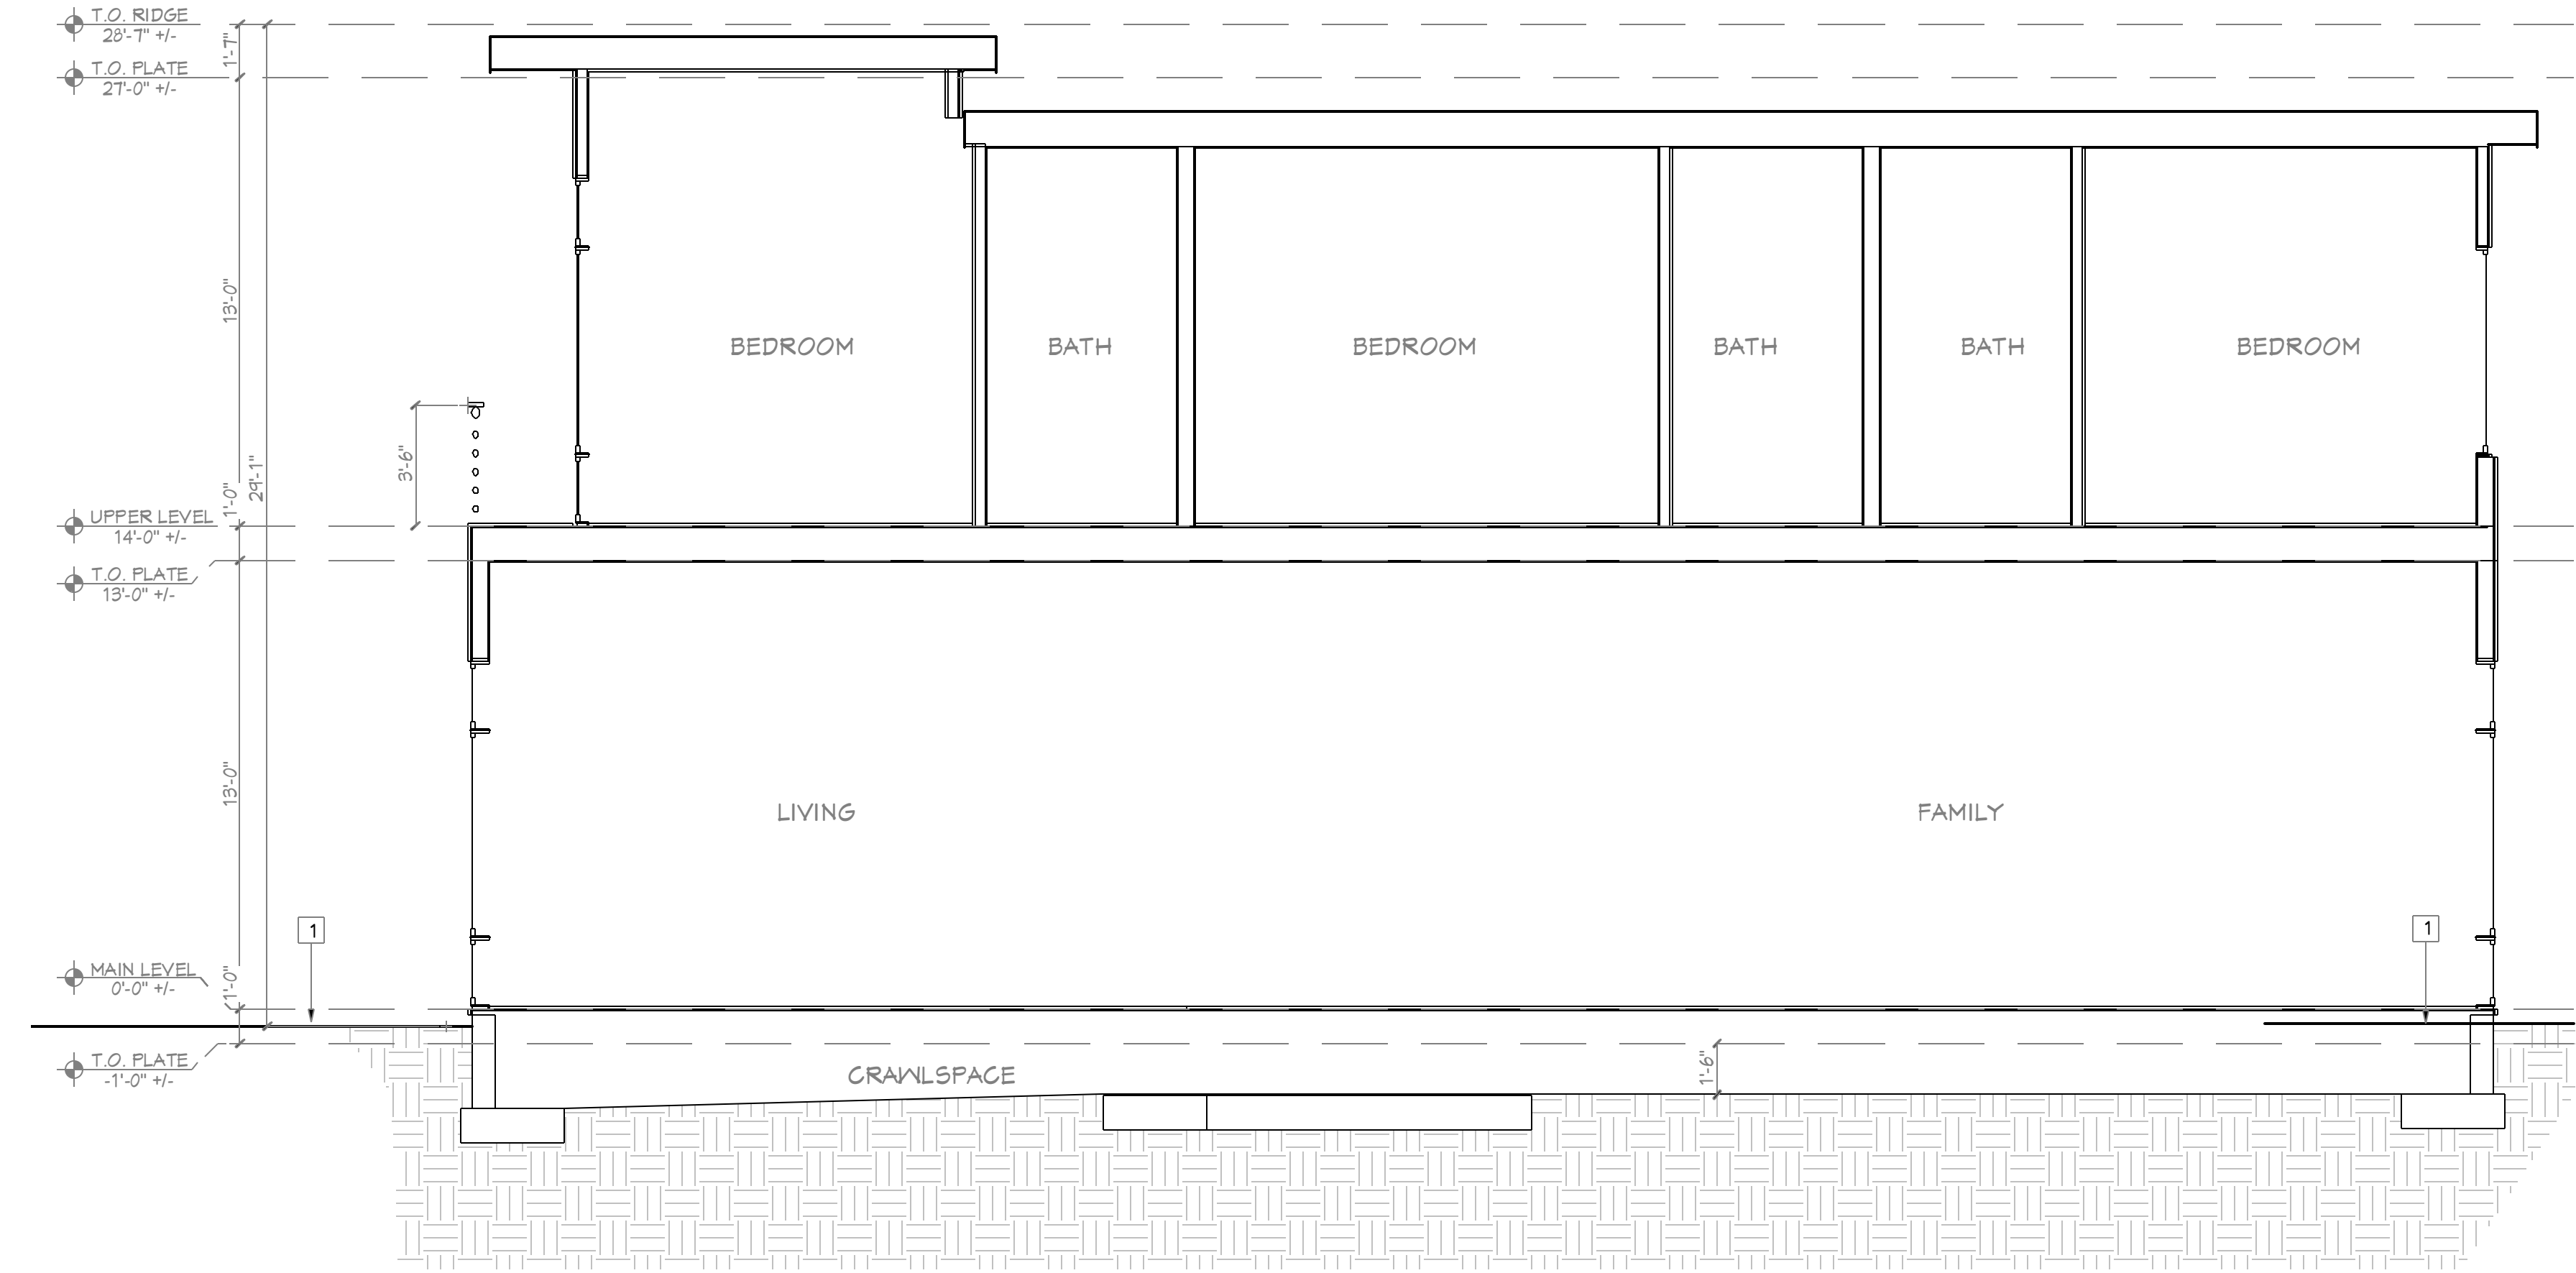 T.O. RIDGE
28'-7" +/-
1'-7"
T.O. PLATE
27'-0" +/-
13'-0"
BEDROOM
BATH
BEDROOM
BATH
BATH
BEDROOM
3'-6"
29'-1"
1'-0"
UPPER LEVEL
14'-0" +/-
T.O. PLATE
13'-0" +/-
13'-0"
LIVING
FAMILY
1
1
MAIN LEVEL
0'-0" +/-
1'-0"
T.O. PLATE
-1'-0" +/-
CRAWLSPACE
1'-6"